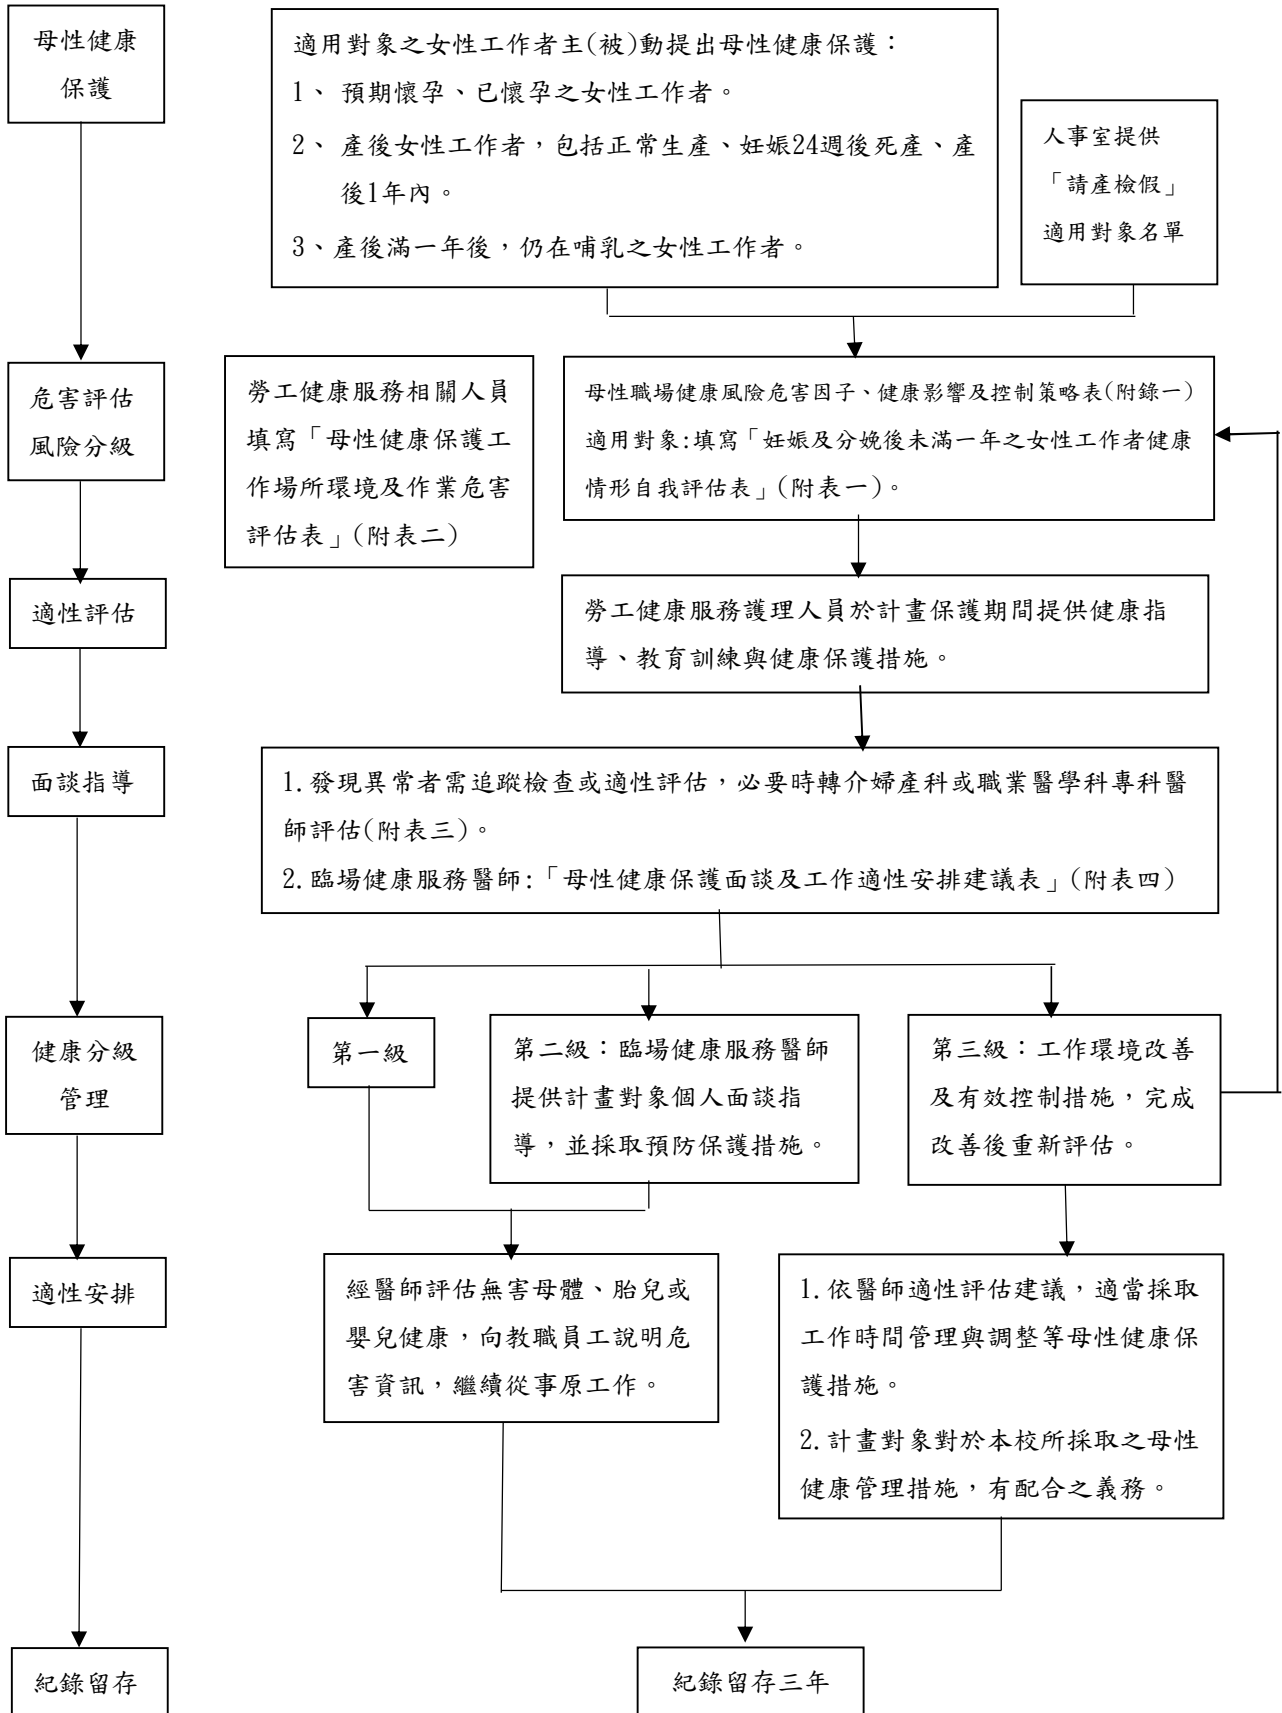 母性健康
保護
適用對象之女性工作者主(被)動提出母性健康保護：
1、 預期懷孕、已懷孕之女性工作者。
2、 產後女性工作者，包括正常生產、妊娠24週後死產、產
後1年內。
3、產後滿一年後，仍在哺乳之女性工作者。
人事室提供
「請產檢假」
適用對象名單
危害評估
風險分級
勞工健康服務相關人員
填寫「母性健康保護工
作場所環境及作業危害
評估表」(附表二)
母性職場健康風險危害因子、健康影響及控制策略表(附錄一)
適用對象:填寫「妊娠及分娩後未滿一年之女性工作者健康
情形自我評估表」(附表一)。
適性評估
勞工健康服務護理人員於計畫保護期間提供健康指
導、教育訓練與健康保護措施。
面談指導
1.發現異常者需追蹤檢查或適性評估，必要時轉介婦產科或職業醫學科專科醫
師評估(附表三)。
2.臨場健康服務醫師:「母性健康保護面談及工作適性安排建議表」(附表四)
健康分級
管理
第一級
第二級：臨場健康服務醫師
提供計畫對象個人面談指
導，並採取預防保護措施。
第三級：工作環境改善
及有效控制措施，完成
改善後重新評估。
適性安排
經醫師評估無害母體、胎兒或
嬰兒健康，向教職員工說明危
害資訊，繼續從事原工作。
1.依醫師適性評估建議，適當採取
工作時間管理與調整等母性健康保
護措施。
2.計畫對象對於本校所採取之母性
健康管理措施，有配合之義務。
紀錄留存
紀錄留存三年